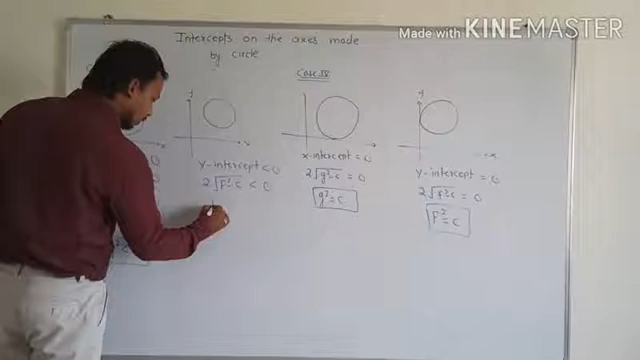 Made with KINEMASTER
Intercepts on the axes made
by circle
Case IV
y
x
y
y-intercept < 0
2√f²-c < 0
x-intercept = 0
2√g²-c = 0
g² = c
y-intercept = 0
2√f²-c = 0
f² = c